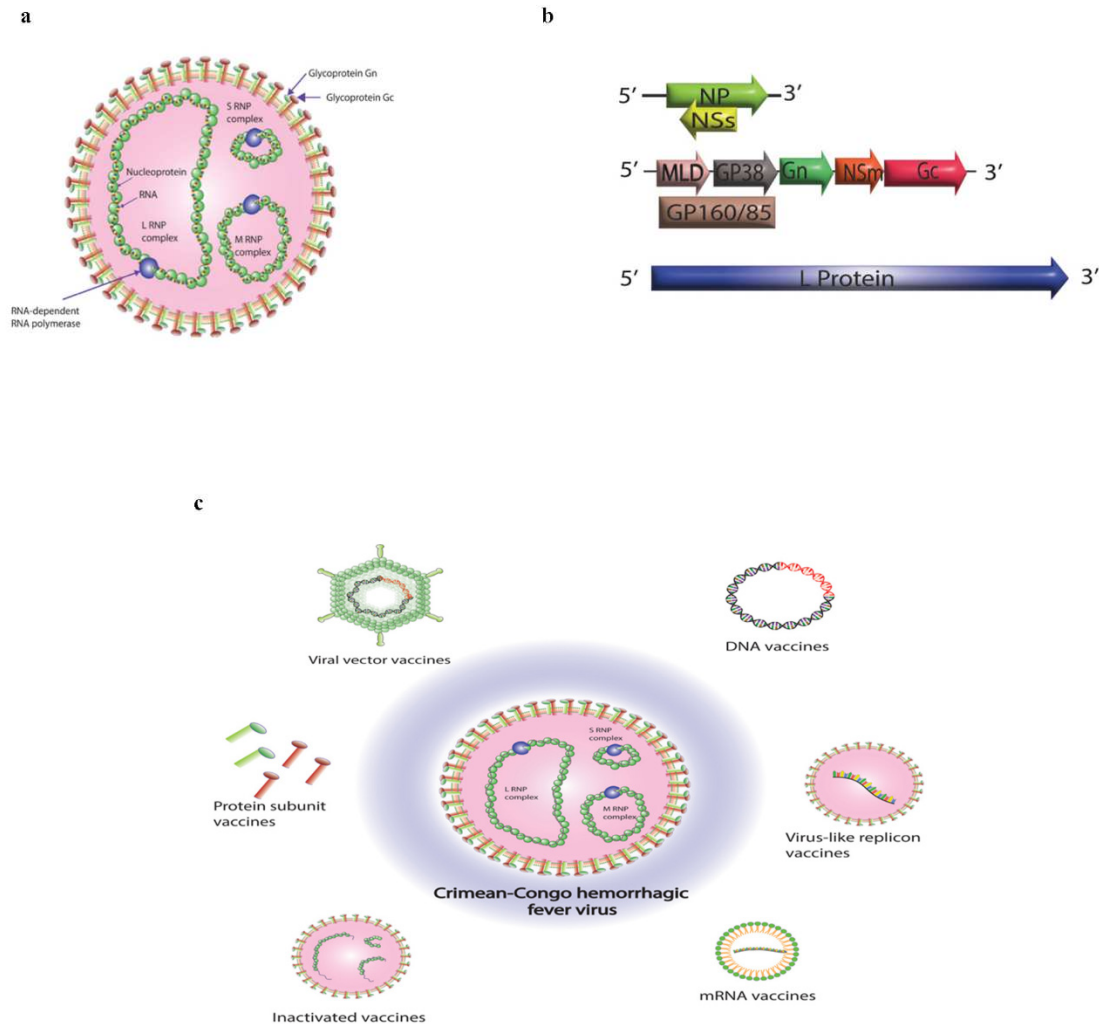 a
Glycoprotein Gn
Glycoprotein Gc
S RNP
complex
Nucleoprotein
RNA
L RNP
complex
M RNP
complex
RNA-dependent
RNA polymerase
b
5′ NP 3′
NSs
5′ MLD GP38 Gn NSm Gc 3′
GP160/85
5′ L Protein 3′
c
Viral vector vaccines
DNA vaccines
Protein subunit
vaccines
S RNP
complex
L RNP
complex
M RNP
complex
Virus-like replicon
vaccines
Crimean-Congo hemorrhagic
fever virus
Inactivated vaccines
mRNA vaccines